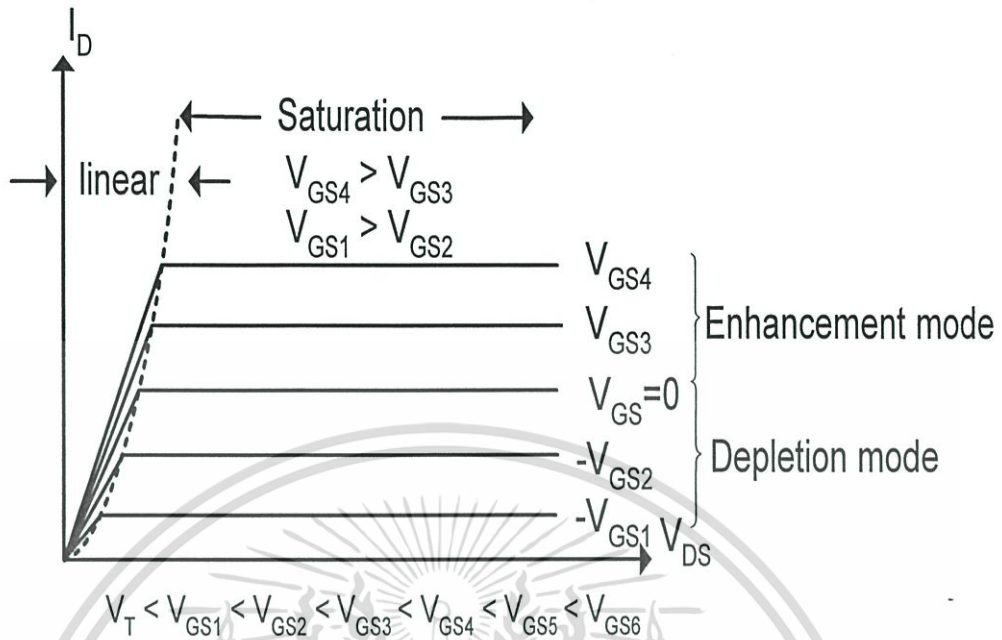 I_D
Saturation
linear
V_GS4 > V_GS3
V_GS1 > V_GS2
V_GS4
V_GS3
Enhancement mode
V_GS=0
-V_GS2
Depletion mode
-V_GS1 V_DS
V_T < V_GS1 < V_GS2 < V_GS3 < V_GS4 < V_GS5 < V_GS6